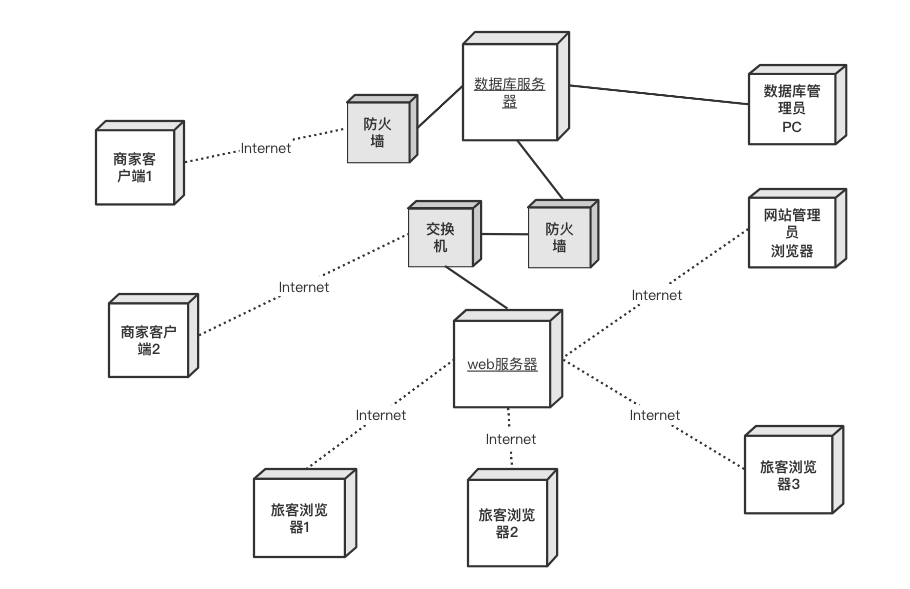 数据库服务
器
数据库管
理员
PC
防火
墙
Internet
商家客
户端1
网站管理
员
浏览器
交换
机
防火
墙
Internet
Internet
商家客户
端2
web服务器
Internet
Internet
Internet
旅客浏览
器3
旅客浏览
器1
旅客浏览
器2